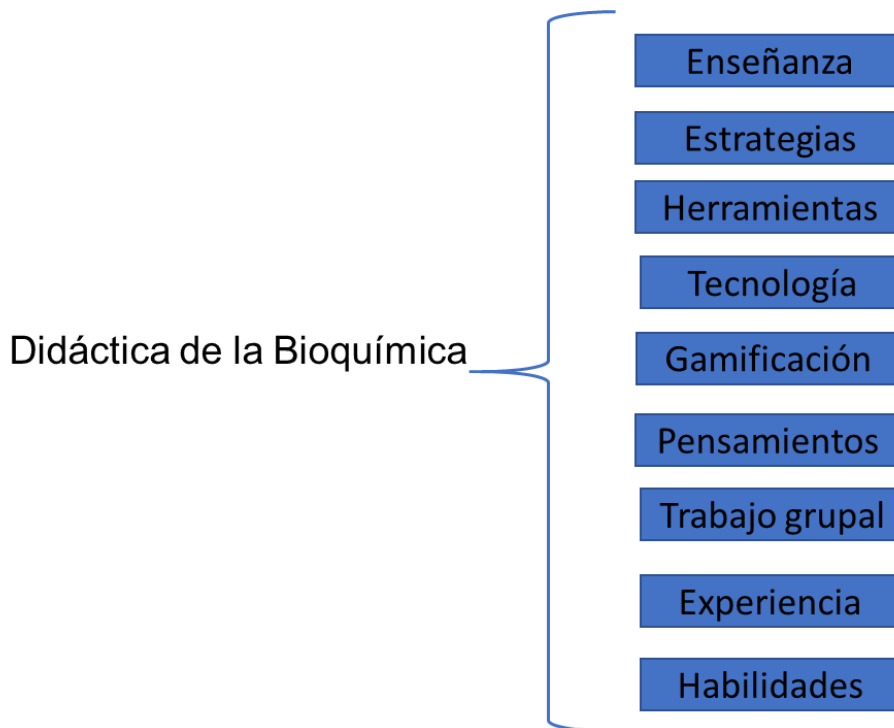 Enseñanza
Estrategias
Herramientas
Tecnología
Didáctica de la Bioquímica
Gamificación
Pensamientos
Trabajo grupal
Experiencia
Habilidades